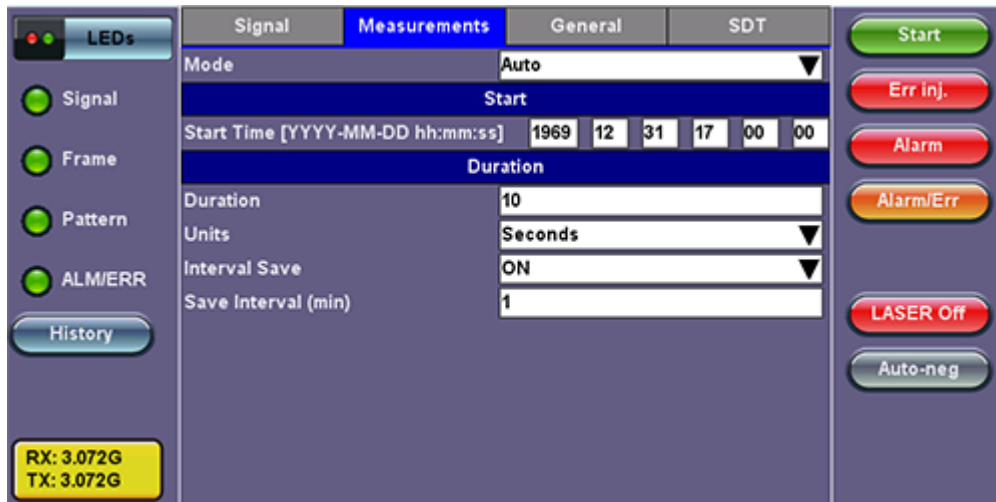 LEDs
Signal
Frame
Pattern
ALM/ERR
History
RX: 3.072G
TX: 3.072G
Signal Measurements General SDT
Mode Auto
Start
Start Time [YYYY-MM-DD hh:mm:ss] 1969 12 31 17 00 00
Duration
Duration 10
Units Seconds
Interval Save ON
Save Interval (min) 1
Start
Err inj.
Alarm
Alarm/Err
LASER Off
Auto-neg